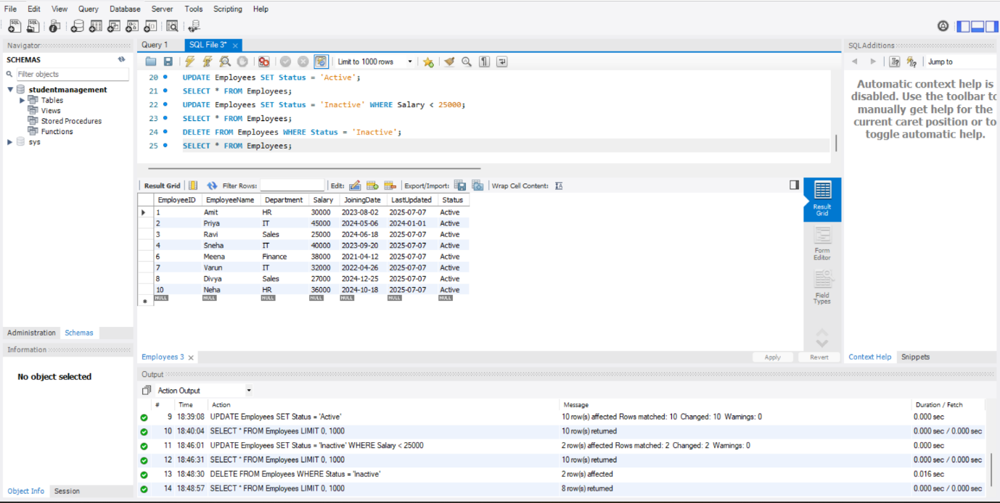 File Edit View Query Database Server Tools Scripting Help
Navigator
SCHEMAS
Filter objects
studentmanagement
Tables
Views
Stored Procedures
Functions
sys
Administration Schemas
Information
No object selected
Object Info Session
Query 1 SQL File 3*
Limit to 1000 rows
20 UPDATE Employees SET Status = 'Active';
21 SELECT * FROM Employees;
22 UPDATE Employees SET Status = 'Inactive' WHERE Salary < 25000;
23 SELECT * FROM Employees;
24 DELETE FROM Employees WHERE Status = 'Inactive';
25 SELECT * FROM Employees;
Result Grid Filter Rows: Edit: Export/Import: Wrap Cell Content:
EmployeeID EmployeeName Department Salary JoiningDate LastUpdated Status
1 Amit HR 30000 2023-08-02 2025-07-07 Active
2 Priya IT 45000 2024-05-06 2024-01-01 Active
3 Ravi Sales 25000 2024-06-18 2025-07-07 Active
4 Sneha IT 40000 2023-09-20 2025-07-07 Active
6 Meena Finance 38000 2021-04-12 2025-07-07 Active
7 Varun IT 32000 2022-04-26 2025-07-07 Active
8 Divya Sales 27000 2024-12-25 2025-07-07 Active
10 Neha HR 36000 2024-10-18 2025-07-07 Active
NULL NULL NULL NULL NULL NULL NULL
Result
Grid
Form
Editor
Field
Types
Employees 3 Apply Revert
SQLAdditions
Jump to
Automatic context help is
disabled. Use the toolbar to
manually get help for the
current caret position or to
toggle automatic help.
Context Help Snippets
Output
Action Output
# Time Action Message Duration / Fetch
9 18:39:08 UPDATE Employees SET Status = 'Active' 10 row(s) affected Rows matched: 10 Changed: 10 Warnings: 0 0.000 sec
10 18:40:04 SELECT * FROM Employees LIMIT 0, 1000 10 row(s) returned 0.000 sec / 0.000 sec
11 18:46:01 UPDATE Employees SET Status = 'Inactive' WHERE Salary < 25000 2 row(s) affected Rows matched: 2 Changed: 2 Warnings: 0 0.000 sec
12 18:46:31 SELECT * FROM Employees LIMIT 0, 1000 10 row(s) returned 0.000 sec / 0.000 sec
13 18:48:30 DELETE FROM Employees WHERE Status = 'Inactive' 2 row(s) affected 0.016 sec
14 18:48:57 SELECT * FROM Employees LIMIT 0, 1000 8 row(s) returned 0.000 sec / 0.000 sec